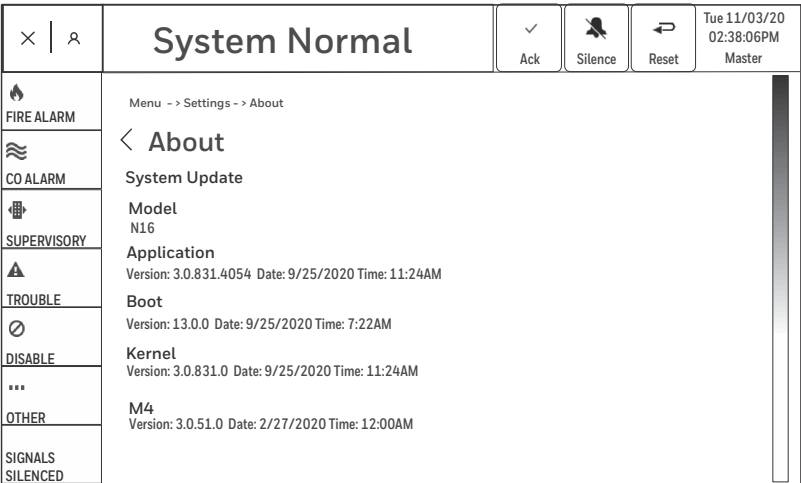 System Normal
Ack
Silence
Reset
Tue 11/03/20
02:38:06PM
Master
FIRE ALARM
CO ALARM
SUPERVISORY
TROUBLE
DISABLE
OTHER
SIGNALS
SILENCED
Menu - > Settings - > About
About
System Update
Model
N16
Application
Version: 3.0.831.4054 Date: 9/25/2020 Time: 11:24AM
Boot
Version: 13.0.0 Date: 9/25/2020 Time: 7:22AM
Kernel
Version: 3.0.831.0 Date: 9/25/2020 Time: 11:24AM
M4
Version: 3.0.51.0 Date: 2/27/2020 Time: 12:00AM